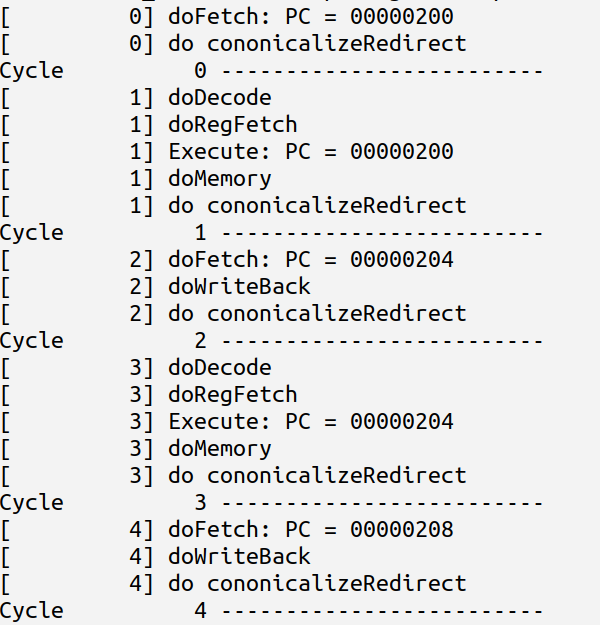 [         0] doFetch: PC = 00000200
[         0] do cononicalizeRedirect
Cycle          0 -------------------------
[         1] doDecode
[         1] doRegFetch
[         1] Execute: PC = 00000200
[         1] doMemory
[         1] do cononicalizeRedirect
Cycle          1 -------------------------
[         2] doFetch: PC = 00000204
[         2] doWriteBack
[         2] do cononicalizeRedirect
Cycle          2 -------------------------
[         3] doDecode
[         3] doRegFetch
[         3] Execute: PC = 00000204
[         3] doMemory
[         3] do cononicalizeRedirect
Cycle          3 -------------------------
[         4] doFetch: PC = 00000208
[         4] doWriteBack
[         4] do cononicalizeRedirect
Cycle          4 -------------------------